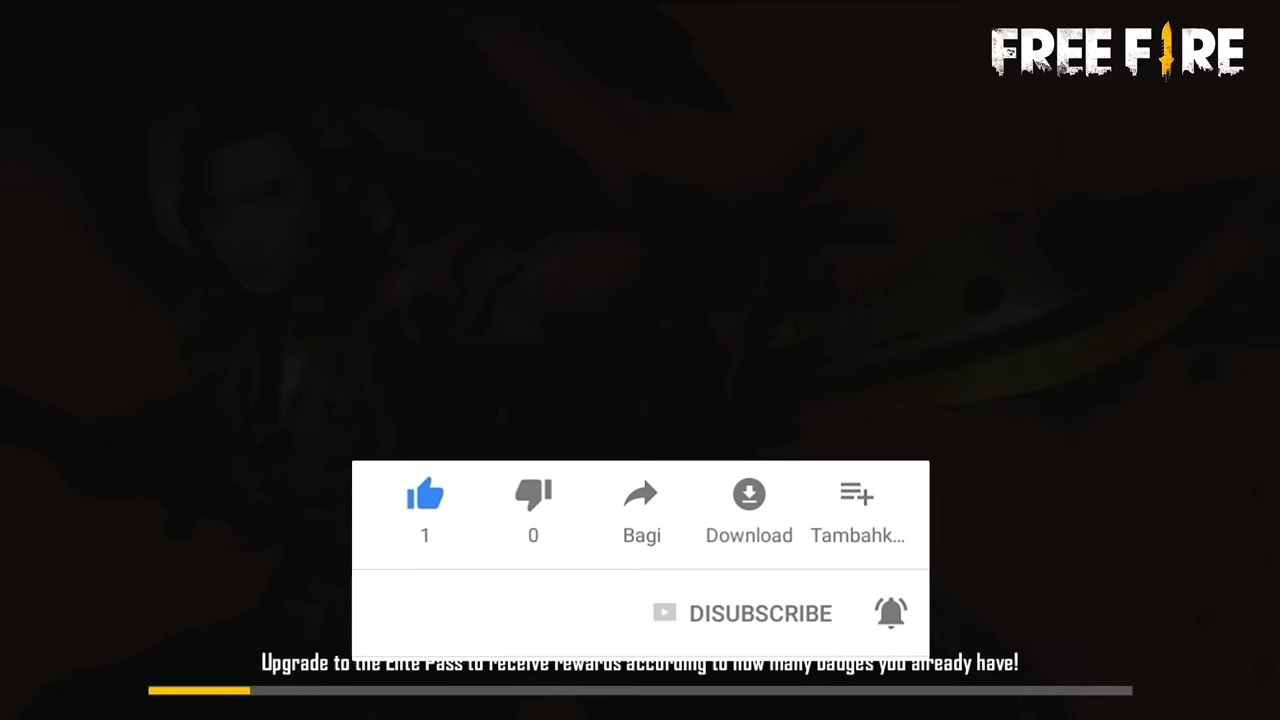 FREE FIRE
1 0 Bagi Download Tambahk...
DISUBSCRIBE
Upgrade to the Elite Pass to receive rewards according to how many badges you already have!